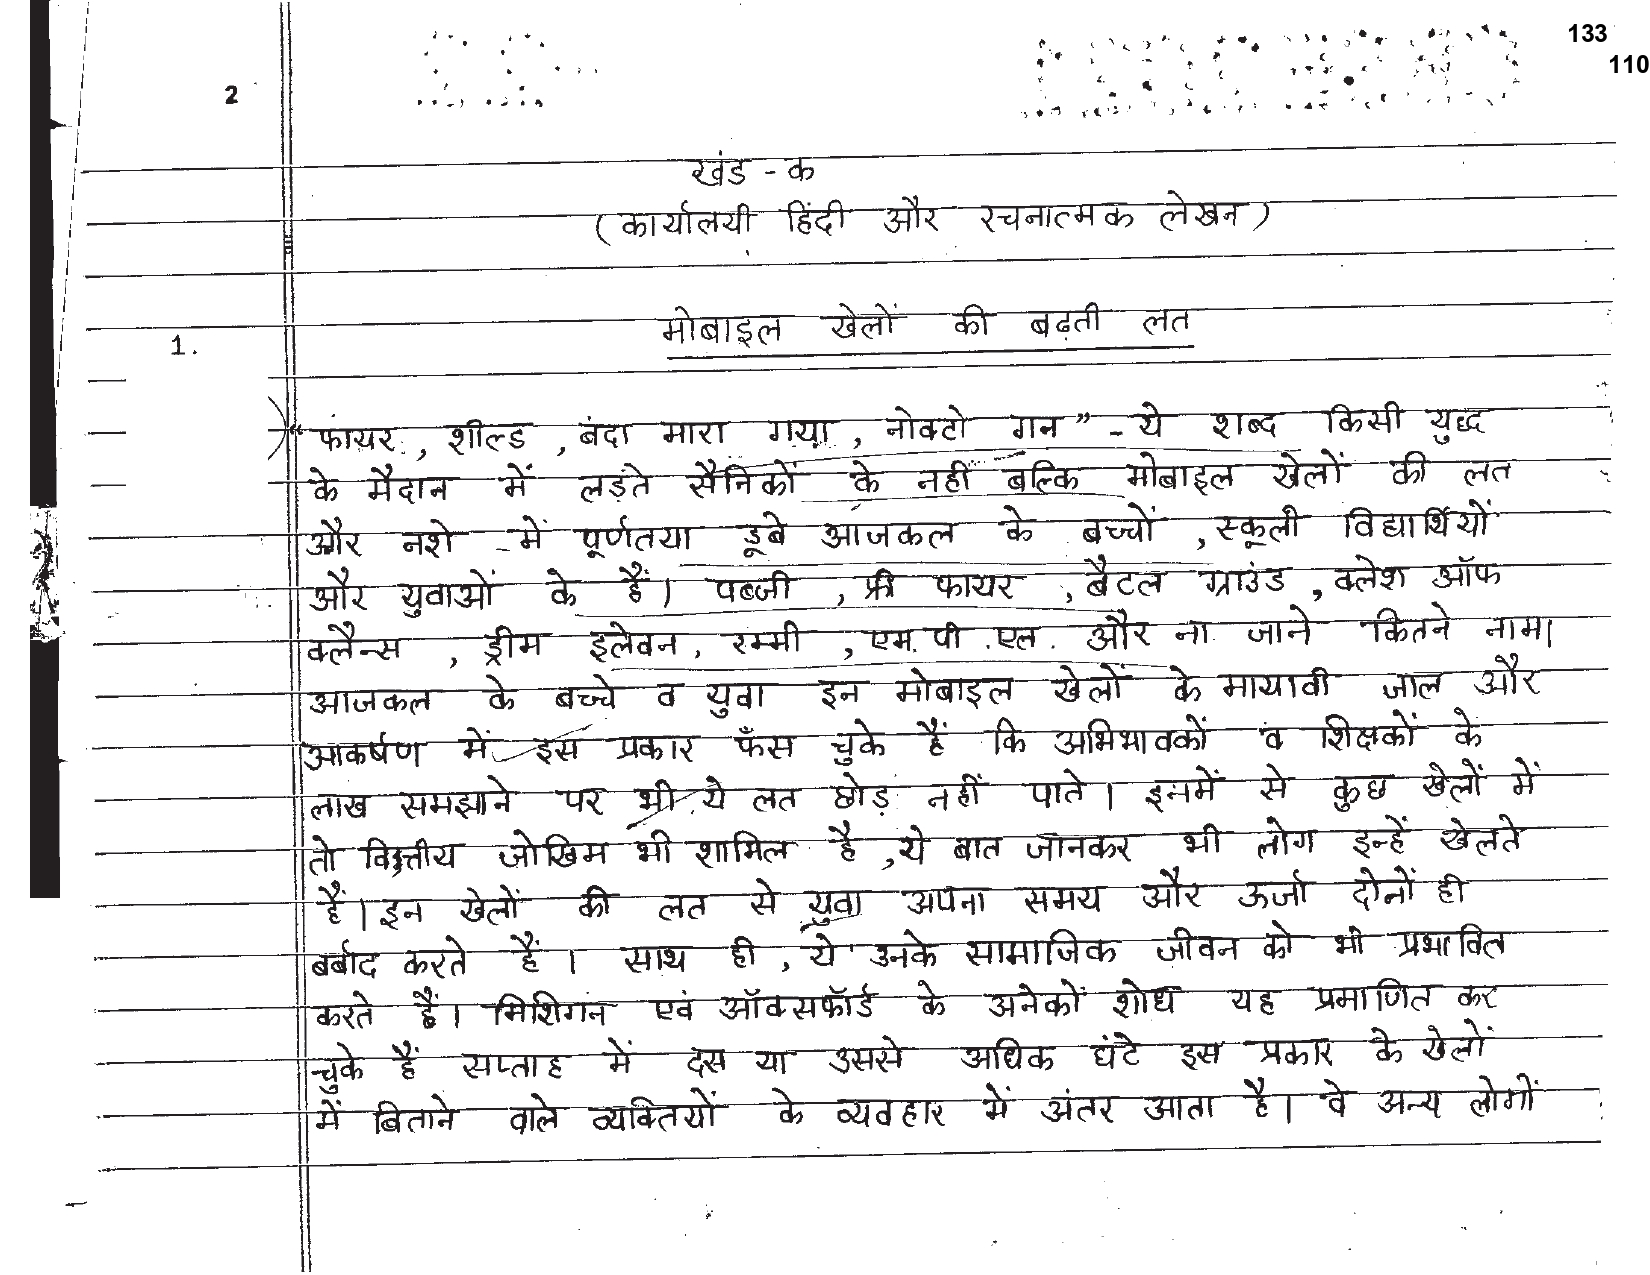 133
110
2
खंड - क
(कार्यालयी हिंदी और रचनात्मक लेखन)
1.
मोबाइल खेलों की बढ़ती लत
"फायर, शील्ड, बंदा मारा गया, नोक्टो गन" - ये शब्द किसी युद्ध
के मैदान में लड़ते सैनिकों के नहीं बल्कि मोबाइल खेलों की लत
और नशे में पूर्णतया डूबे आजकल के बच्चों, स्कूली विद्यार्थियों
और युवाओं के हैं। पब्जी, फ्री फायर, बैटल ग्राउंड, क्लेश ऑफ
क्लैन्स, ड्रीम इलेवन, रम्मी, एम.पी.एल. और ना जाने कितने नाम।
आजकल के बच्चे व युवा इन मोबाइल खेलों के मायावी जाल और
आकर्षण में इस प्रकार फँस चुके हैं कि अभिभावकों व शिक्षकों के
लाख समझाने पर भी ये लत छोड़ नहीं पाते। इनमें से कुछ खेलों में
तो वित्तीय जोखिम भी शामिल है, ये बात जानकर भी लोग इन्हें खेलते
हैं। इन खेलों की लत से युवा अपना समय और ऊर्जा दोनों ही
बर्बाद करते हैं। साथ ही, ये उनके सामाजिक जीवन को भी प्रभावित
करते हैं। मिशिगन एवं ऑक्सफॉर्ड के अनेकों शोध यह प्रमाणित कर
चुके हैं सप्ताह में दस या उससे अधिक घंटे इस प्रकार के खेलों
में बिताने वाले व्यक्तियों के व्यवहार में अंतर आता है। वे अन्य लोगों